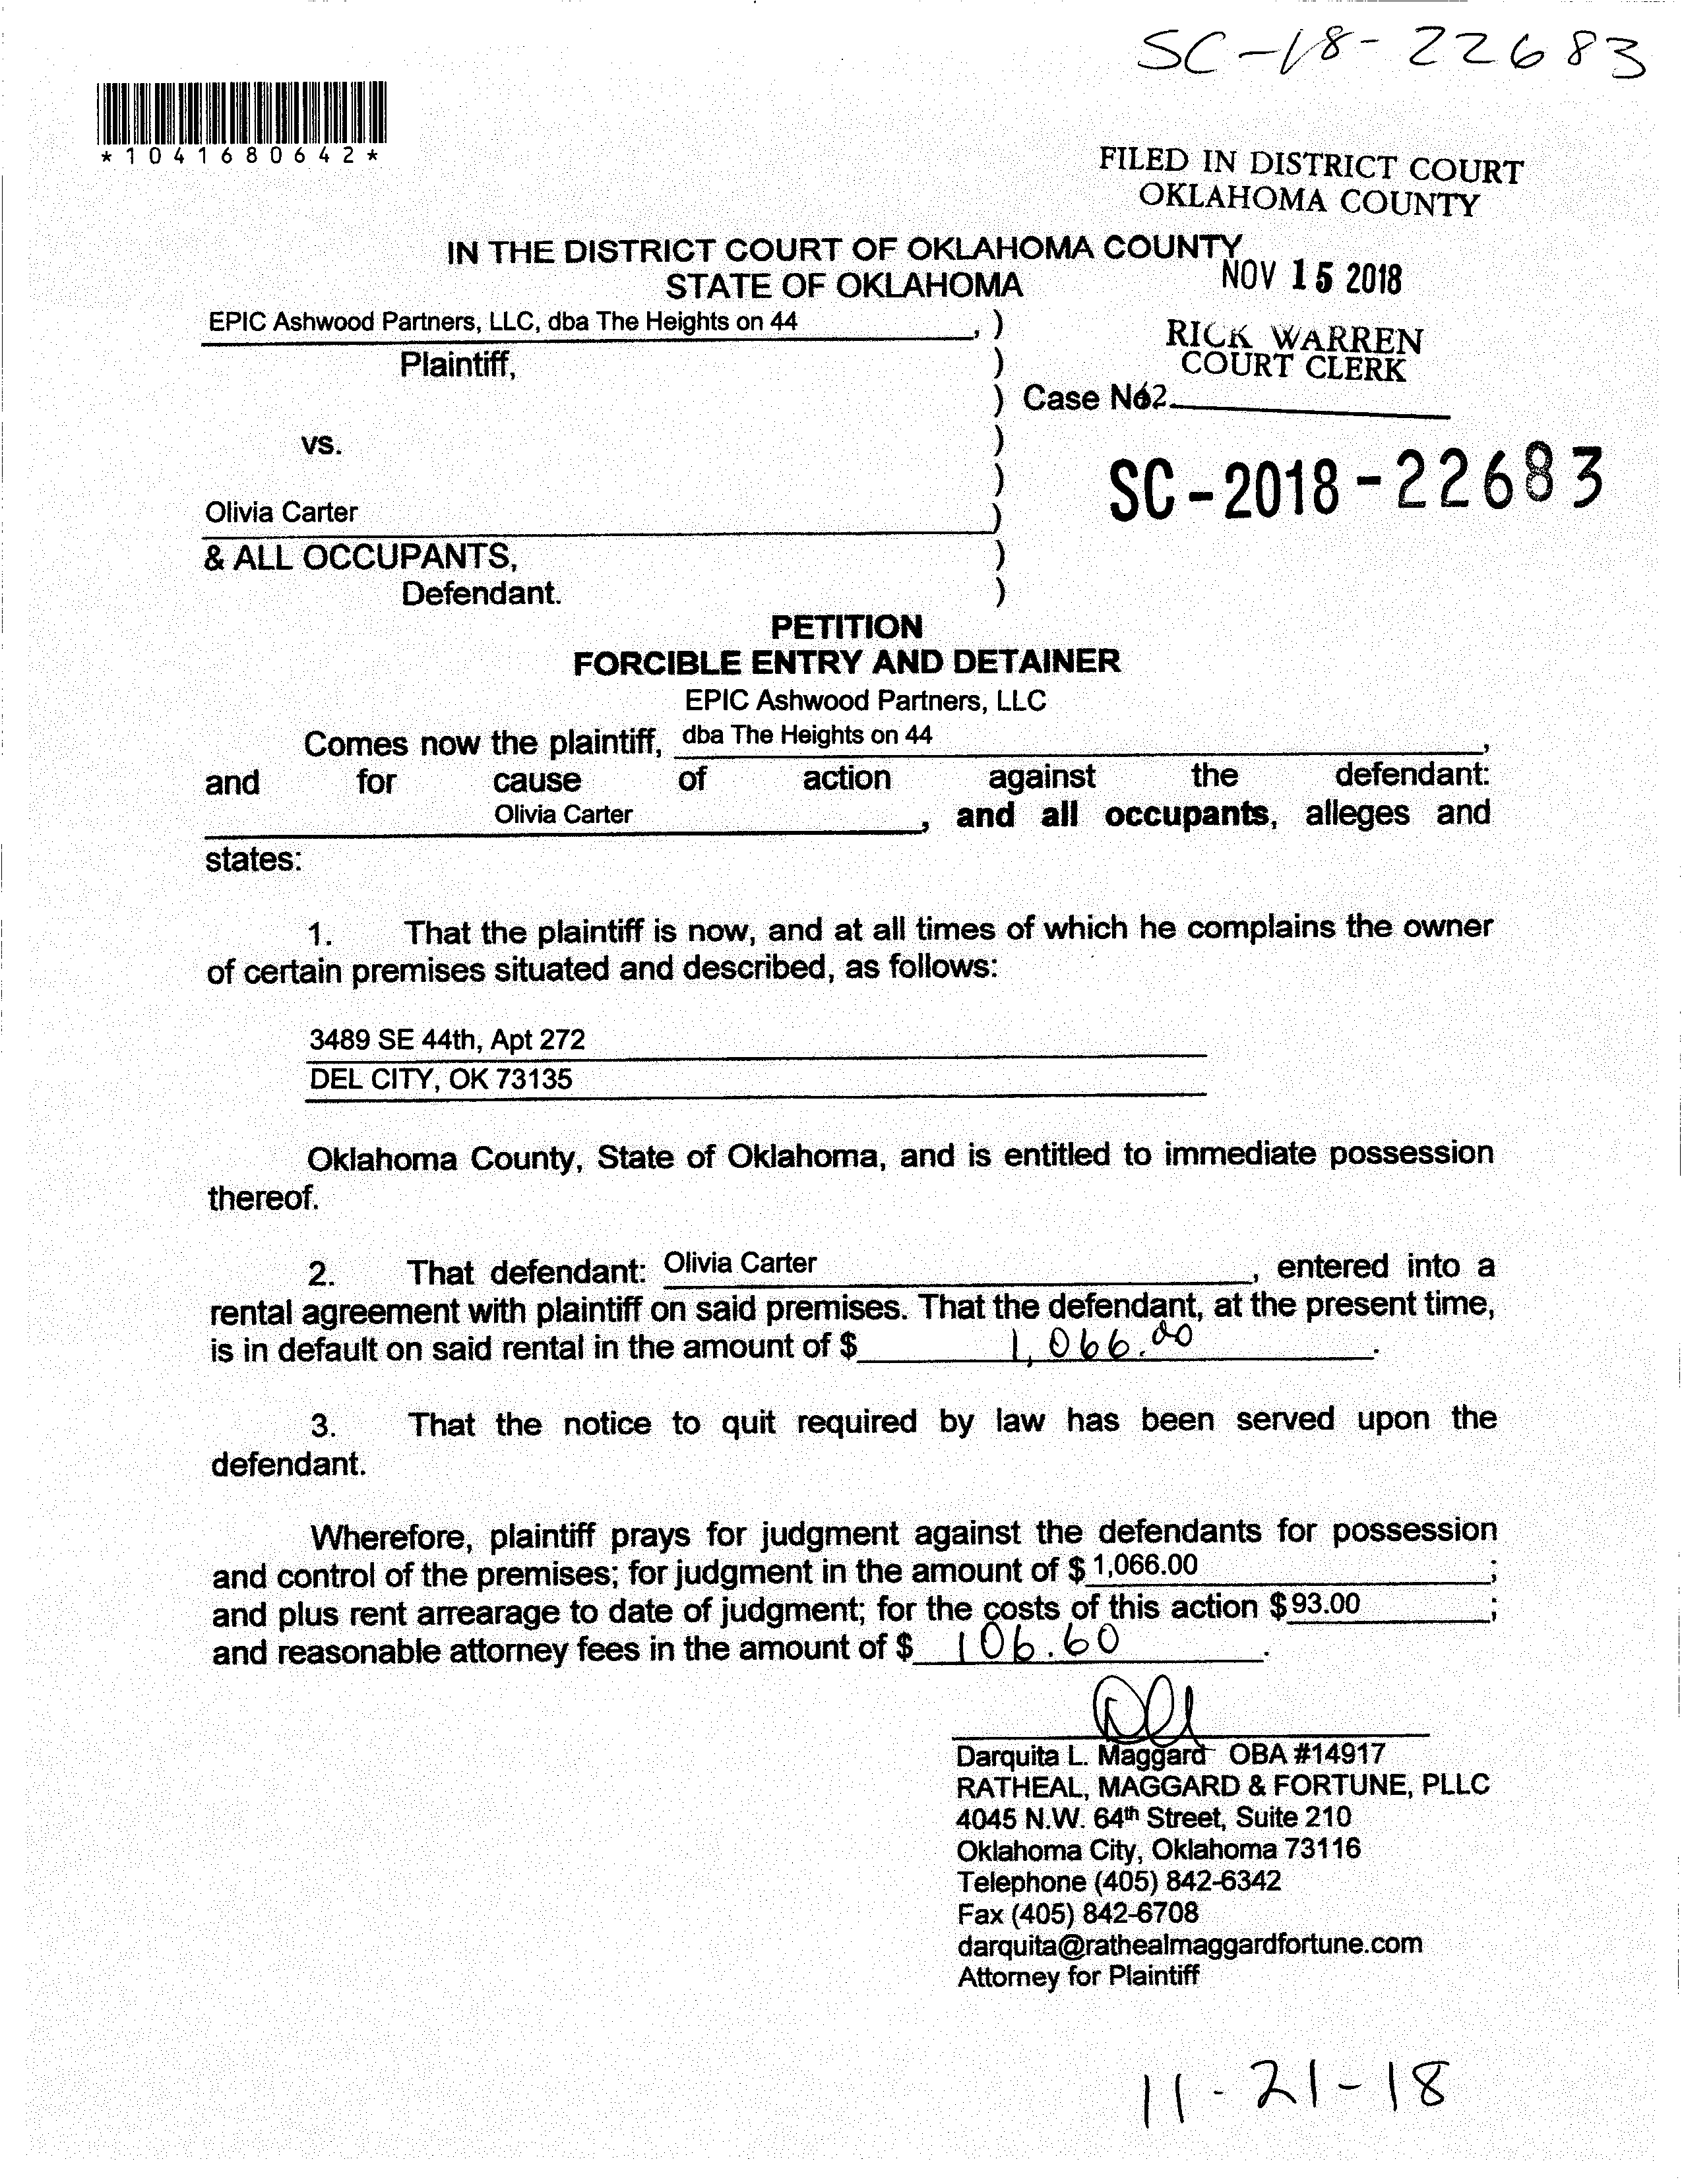 SC-18-22683
*1041680642*
FILED IN DISTRICT COURT
OKLAHOMA COUNTY
IN THE DISTRICT COURT OF OKLAHOMA COUNTY
STATE OF OKLAHOMA
NOV 15 2018
EPIC Ashwood Partners, LLC, dba The Heights on 44 , )
RICK WARREN
COURT CLERK
Plaintiff, )
) Case No. 62
vs. )
)
SC-2018-22683
Olivia Carter )
& ALL OCCUPANTS, )
Defendant. )
PETITION
FORCIBLE ENTRY AND DETAINER
EPIC Ashwood Partners, LLC
Comes now the plaintiff, dba The Heights on 44 ,
and for cause of action against the defendant:
Olivia Carter , and all occupants, alleges and
states:
1. That the plaintiff is now, and at all times of which he complains the owner
of certain premises situated and described, as follows:
3489 SE 44th, Apt 272
DEL CITY, OK 73135
Oklahoma County, State of Oklahoma, and is entitled to immediate possession
thereof.
2. That defendant: Olivia Carter , entered into a
rental agreement with plaintiff on said premises. That the defendant, at the present time,
is in default on said rental in the amount of $ 1,066.00 .
3. That the notice to quit required by law has been served upon the
defendant.
Wherefore, plaintiff prays for judgment against the defendants for possession
and control of the premises; for judgment in the amount of $ 1,066.00 ;
and plus rent arrearage to date of judgment; for the costs of this action $ 93.00 ;
and reasonable attorney fees in the amount of $ 106.60 .
Darquita L. Maggard OBA #14917
RATHEAL, MAGGARD & FORTUNE, PLLC
4045 N.W. 64th Street, Suite 210
Oklahoma City, Oklahoma 73116
Telephone (405) 842-6342
Fax (405) 842-6708
darquita@rathealmaggardfortune.com
Attorney for Plaintiff
11-21-18